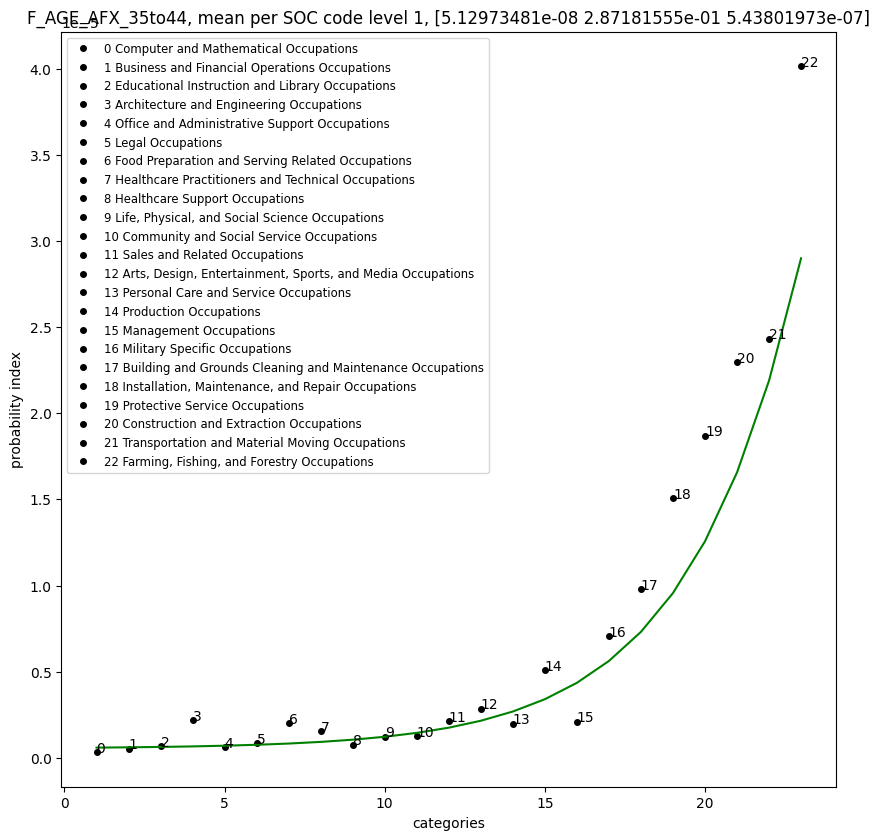 F_AGE_AFX_35to44, mean per SOC code level 1, [5.12973481e-08 2.87181555e-01 5.43801973e-07]
1e−5
0 Computer and Mathematical Occupations
1 Business and Financial Operations Occupations
2 Educational Instruction and Library Occupations
3 Architecture and Engineering Occupations
4 Office and Administrative Support Occupations
5 Legal Occupations
6 Food Preparation and Serving Related Occupations
7 Healthcare Practitioners and Technical Occupations
8 Healthcare Support Occupations
9 Life, Physical, and Social Science Occupations
10 Community and Social Service Occupations
11 Sales and Related Occupations
12 Arts, Design, Entertainment, Sports, and Media Occupations
13 Personal Care and Service Occupations
14 Production Occupations
15 Management Occupations
16 Military Specific Occupations
17 Building and Grounds Cleaning and Maintenance Occupations
18 Installation, Maintenance, and Repair Occupations
19 Protective Service Occupations
20 Construction and Extraction Occupations
21 Transportation and Material Moving Occupations
22 Farming, Fishing, and Forestry Occupations
4.0
3.5
3.0
2.5
2.0
1.5
1.0
0.5
0.0
probability index
0
1
2
3
4
5
6
7
8
9
10
11
12
13
14
15
16
17
18
19
20
21
22
0
5
10
15
20
categories